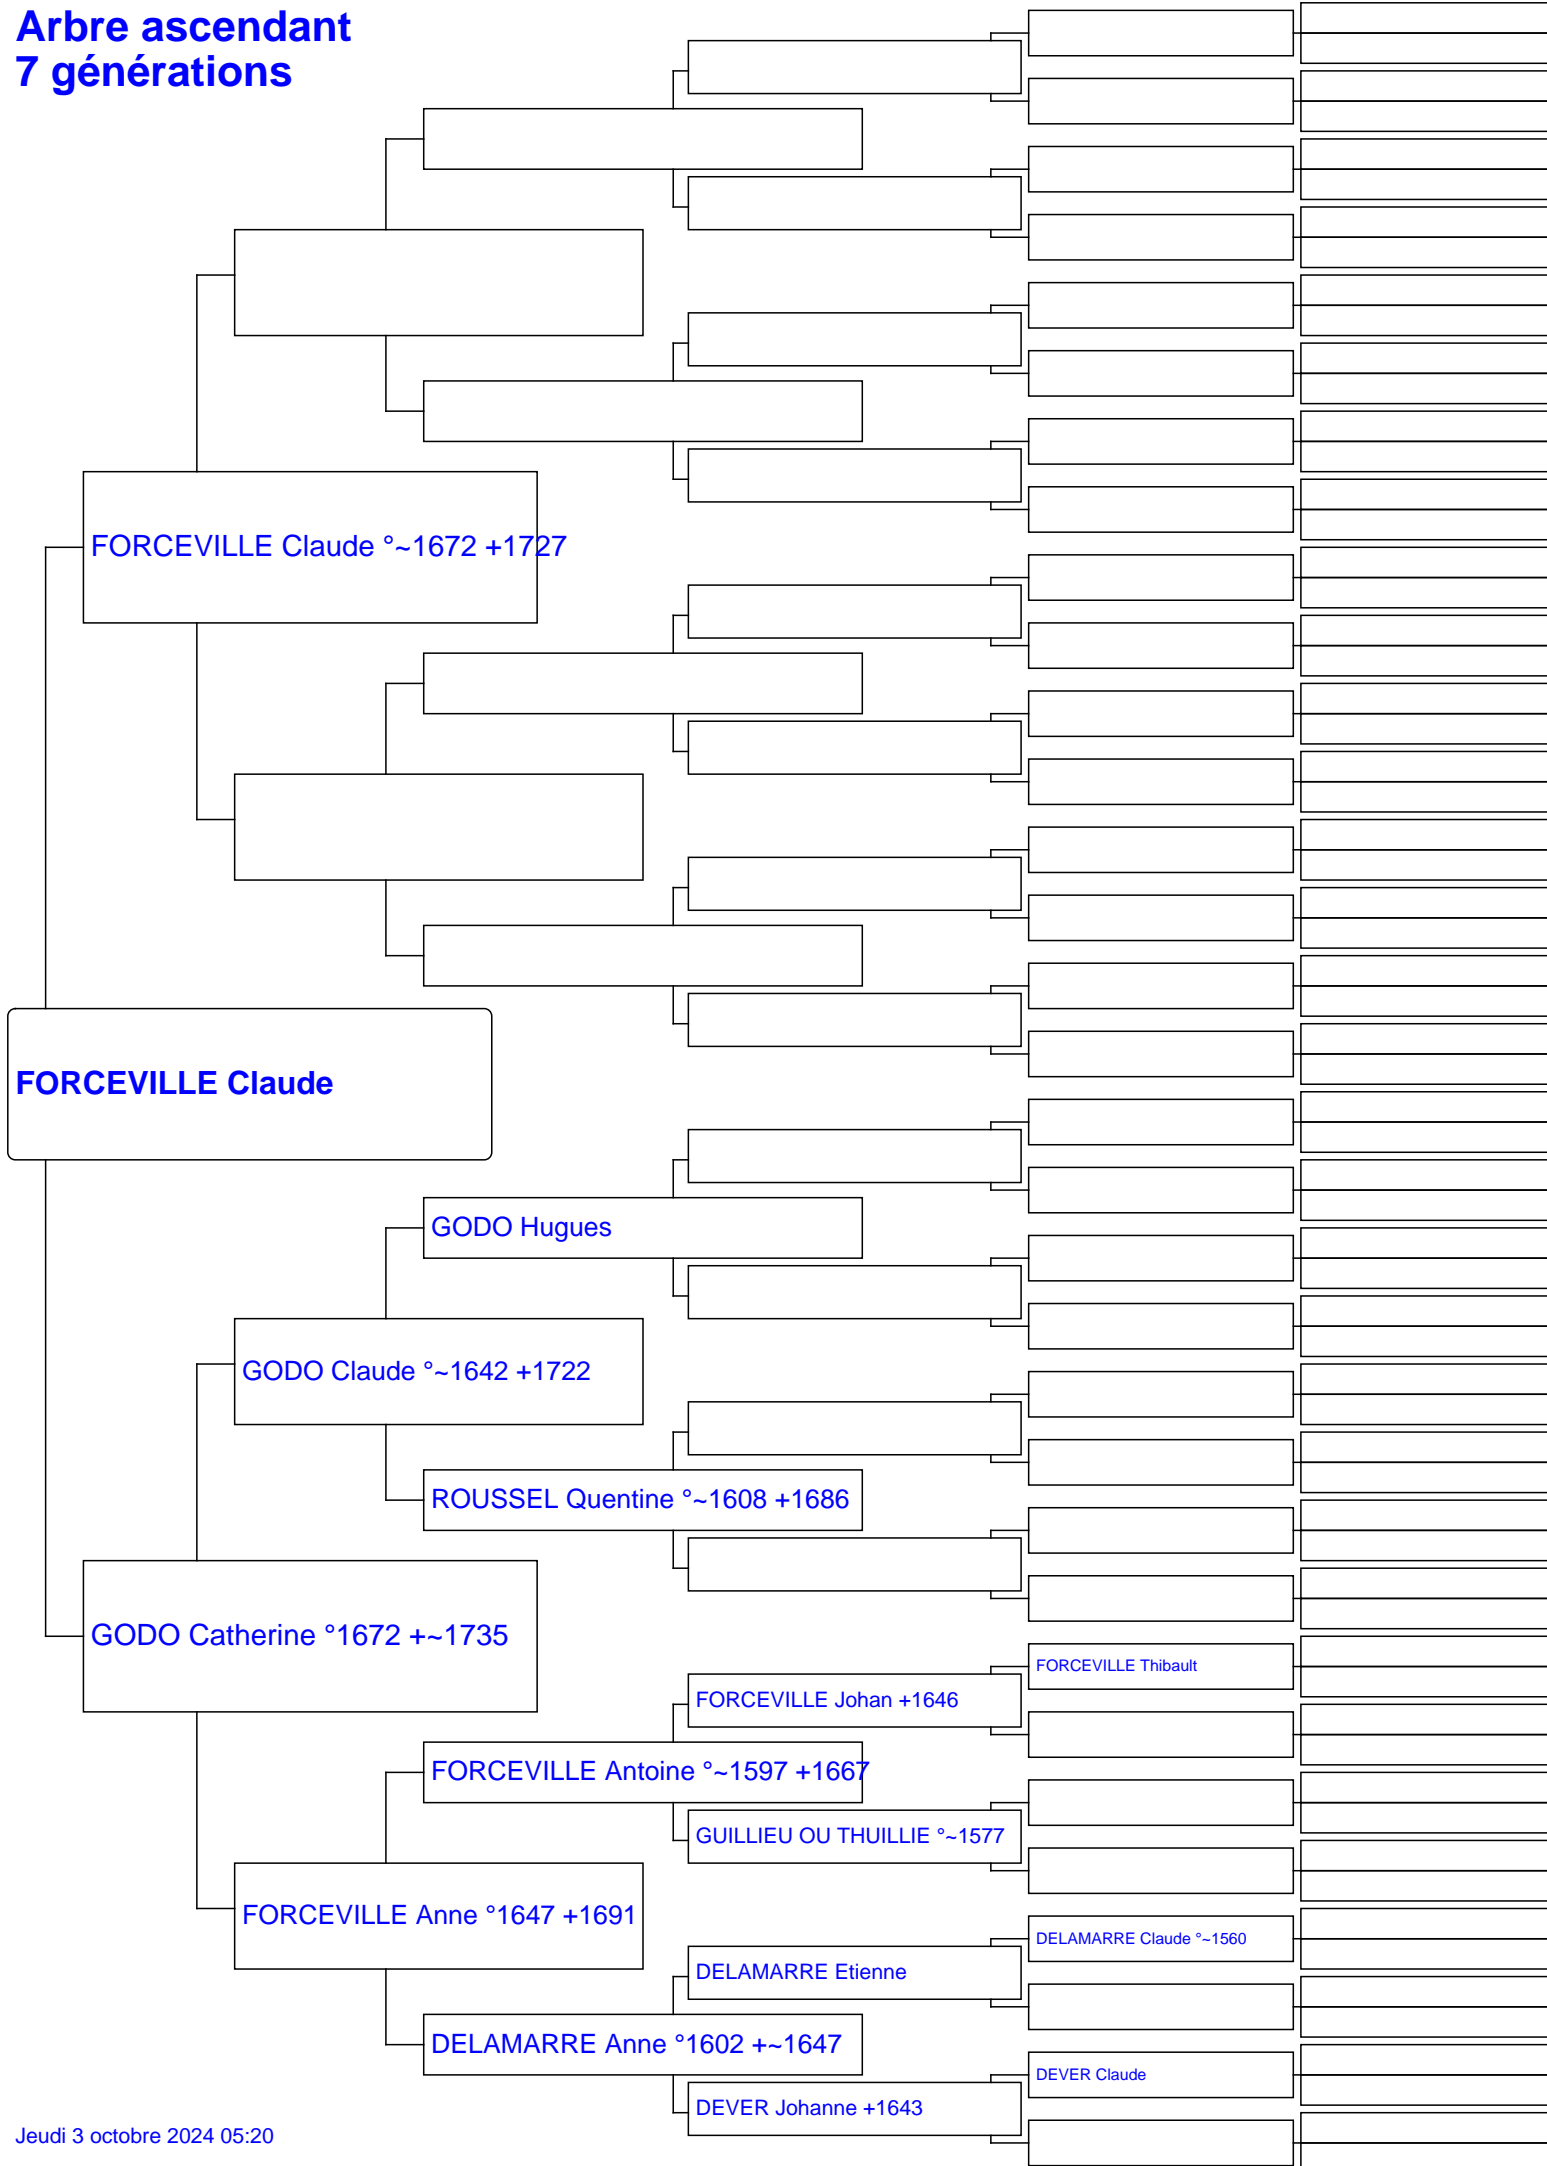 Arbre ascendant
7 générations
FORCEVILLE Claude °~1672 +1727
FORCEVILLE Claude
GODO Hugues
GODO Claude °~1642 +1722
ROUSSEL Quentine °~1608 +1686
GODO Catherine °1672 +~1735
FORCEVILLE Thibault
FORCEVILLE Johan +1646
FORCEVILLE Antoine °~1597 +1667
GUILLIEU OU THUILLIE °~1577
FORCEVILLE Anne °1647 +1691
DELAMARRE Claude °~1560
DELAMARRE Etienne
DELAMARRE Anne °1602 +~1647
DEVER Claude
DEVER Johanne +1643
Jeudi 3 octobre 2024 05:20